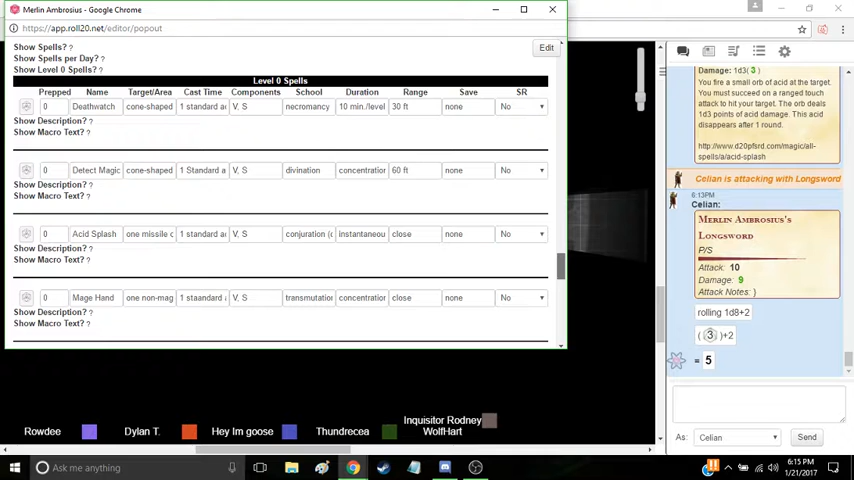 Merlin Ambrosius - Google Chrome
https://app.roll20.net/editor/popout
Show Spells? ?
Edit
Show Spells per Day? ?
Show Level 0 Spells? ?
Level 0 Spells
Prepped Name Target/Area Cast Time Components School Duration Range Save SR
0 Deathwatch cone-shaped 1 standard ac V, S necromancy 10 min./level 30 ft none No
Show Description? ?
Show Macro Text? ?
0 Detect Magic cone-shaped 1 Standard a V, S divination concentration 60 ft none No
Show Description? ?
Show Macro Text? ?
0 Acid Splash one missile o 1 standard ac V, S conjuration (c instantaneou close none No
Show Description? ?
Show Macro Text? ?
0 Mage Hand one non-mag 1 staandard a V, S transmutation concentration close none No
Show Description? ?
Show Macro Text? ?
Damage: 1d3( 3 )
You fire a small orb of acid at the target.
You must succeed on a ranged touch
attack to hit your target. The orb deals
1d3 points of acid damage. This acid
disappears after 1 round.
http://www.d20pfsrd.com/magic/all-
spells/a/acid-splash
Celian is attacking with Longsword
6:13PM
Celian:
Merlin Ambrosius's
Longsword
P/S
Attack: 10
Damage: 9
Attack Notes: )
rolling 1d8+2
( 3 )+2
= 5
As: Celian
Send
Rowdee
Dylan T.
Hey Im goose
Thundrecea
Inquisitor Rodney
WolfHart
Ask me anything
6:15 PM
1/21/2017